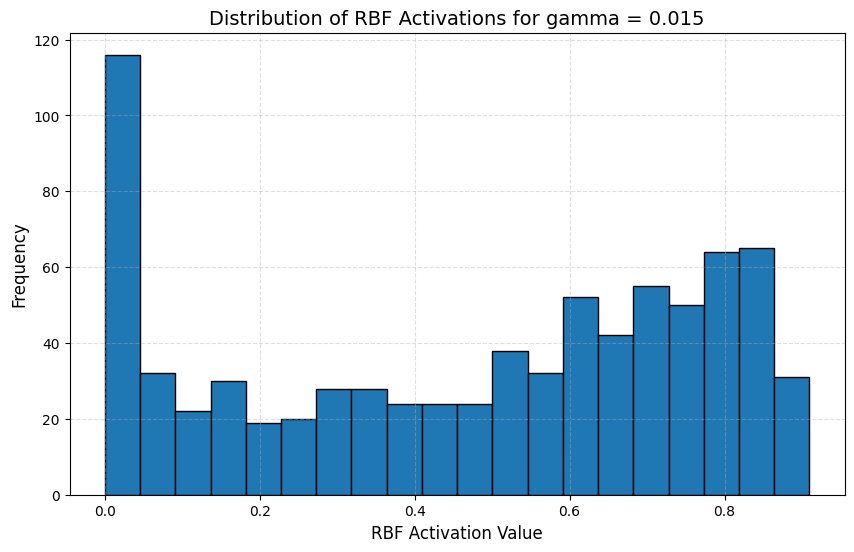 Distribution of RBF Activations for gamma = 0.015
120
100
80
60
40
20
0
Frequency
0.0 0.2 0.4 0.6 0.8
RBF Activation Value